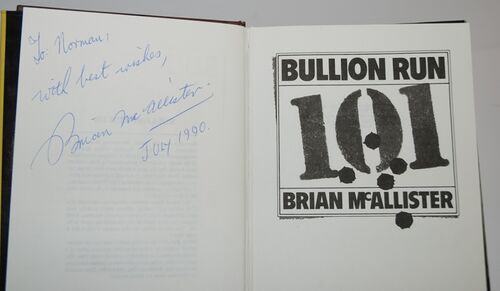 To Norman,
with best wishes,
Brian McAllister.
JULY 1990.
BULLION RUN
101
BRIAN McALLISTER